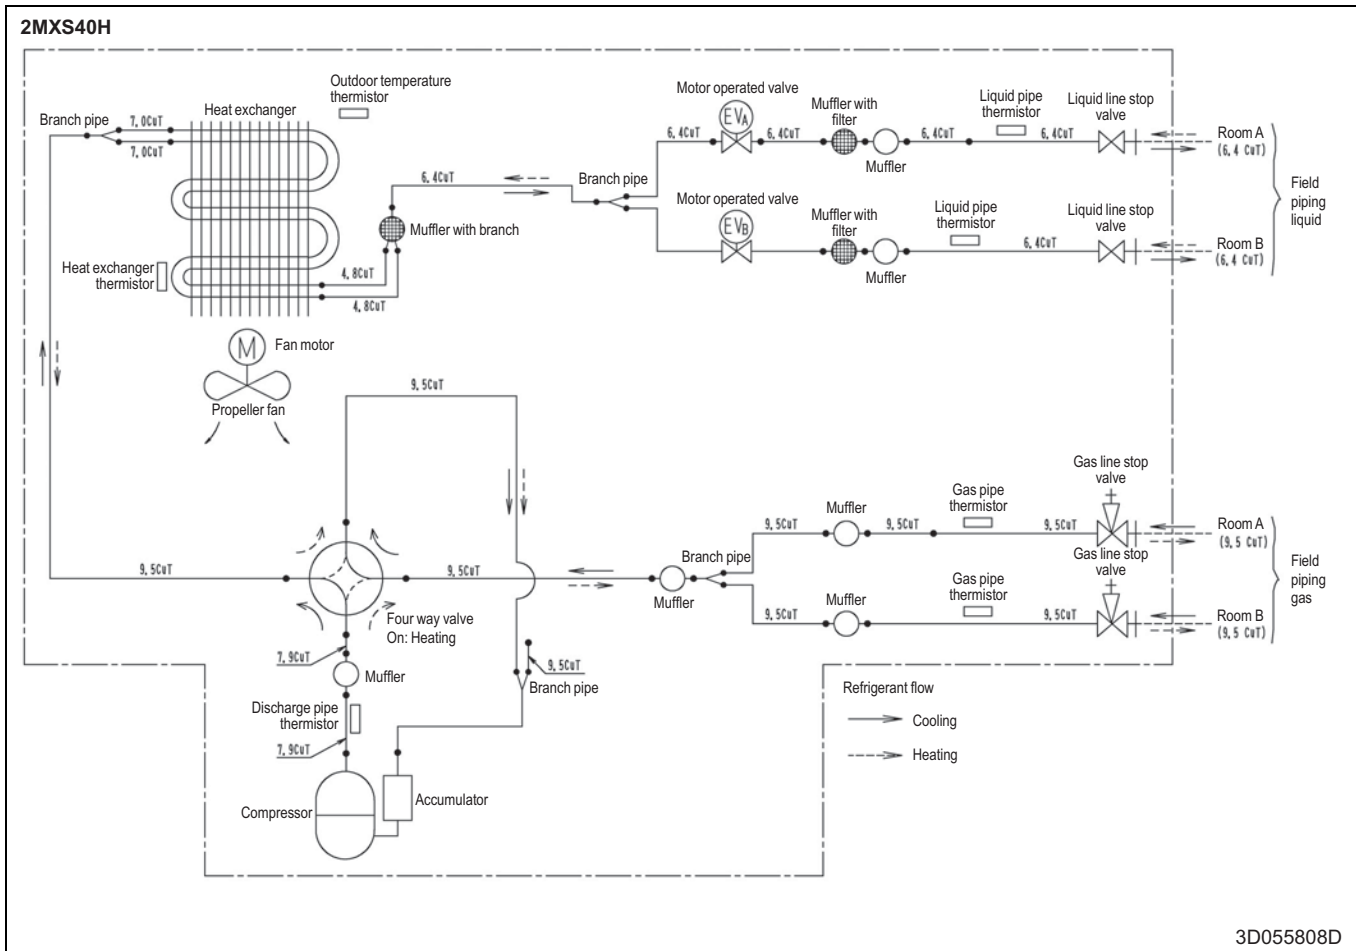 2MXS40H
Outdoor temperature
thermistor
Heat exchanger
Branch pipe
7,0CuT
7,0CuT
Motor operated valve
EVA
Muffler with
filter
Liquid pipe
thermistor
Liquid line stop
valve
6,4CuT
6,4CuT
6,4CuT
6,4CuT
Muffler
Room A
(6,4 CuT)
6,4CuT
Branch pipe
Motor operated valve
EVB
Muffler with
filter
Liquid pipe
thermistor
Liquid line stop
valve
Field
piping
liquid
Muffler with branch
6,4CuT
Muffler
Room B
(6,4 CuT)
Heat exchanger
thermistor
4,8CuT
4,8CuT
M
Fan motor
Propeller fan
9,5CuT
Gas line stop
valve
Muffler
Gas pipe
thermistor
9,5CuT
9,5CuT
9,5CuT
Room A
(9,5 CuT)
Branch pipe
Gas line stop
valve
9,5CuT
9,5CuT
Muffler
Muffler
Gas pipe
thermistor
Field
piping
gas
9,5CuT
9,5CuT
Room B
(9,5 CuT)
Four way valve
On: Heating
7,9CuT
Muffler
9,5CuT
Branch pipe
Discharge pipe
thermistor
7,9CuT
Compressor
Accumulator
Refrigerant flow
Cooling
Heating
3D055808D